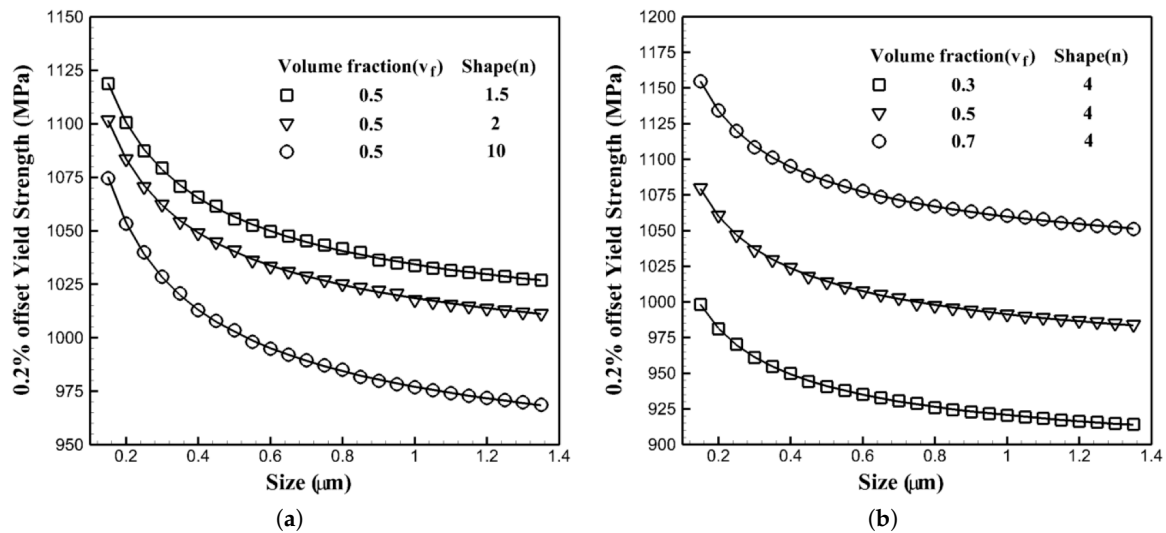 1150
1125
1100
1075
1050
1025
1000
975
950
0.2% offset Yield Strength (MPa)
Volume fraction(vf) Shape(n)
0.5 1.5
0.5 2
0.5 10
0.2 0.4 0.6 0.8 1 1.2 1.4
Size (μm)
(a)
1200
1175
1150
1125
1100
1075
1050
1025
1000
975
950
925
900
0.2% offset Yield Strength (MPa)
Volume fraction(vf) Shape(n)
0.3 4
0.5 4
0.7 4
0.2 0.4 0.6 0.8 1 1.2 1.4
Size (μm)
(b)